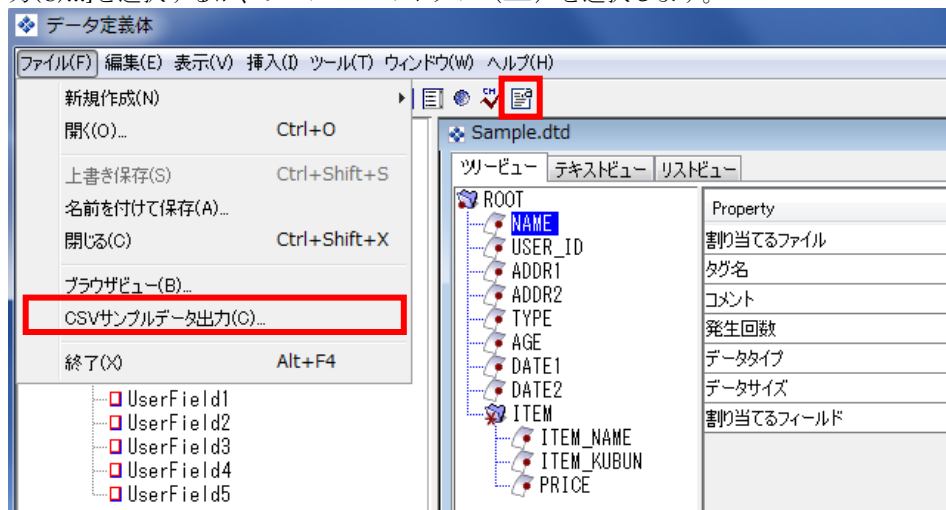 データ定義体
ファイル(F) 編集(E) 表示(V) 挿入(I) ツール(T) ウィンドウ(W) ヘルプ(H)
新規作成(N)
開く(O)... Ctrl+O
上書き保存(S) Ctrl+Shift+S
名前を付けて保存(A)...
閉じる(C) Ctrl+Shift+X
ブラウザビュー(B)...
CSVサンプルデータ出力(C)...
終了(X) Alt+F4
UserField1
UserField2
UserField3
UserField4
UserField5
Sample.dtd
ツリービュー テキストビュー リストビュー
ROOT
NAME
USER_ID
ADDR1
ADDR2
TYPE
AGE
DATE1
DATE2
ITEM
ITEM_NAME
ITEM_KUBUN
PRICE
Property
割り当てるファイル
タグ名
コメント
発生回数
データタイプ
データサイズ
割り当てるフィールド